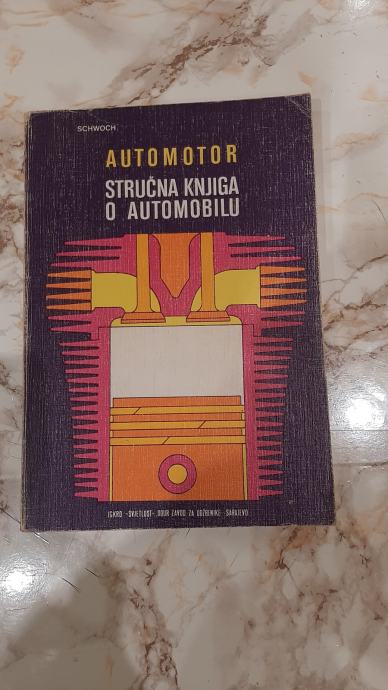 SCHWOCH
AUTOMOTOR
STRUČNA KNJIGA
O AUTOMOBILU
IGKRO »SVJETLOST« OOUR ZAVOD ZA UDŽBENIKE SARAJEVO